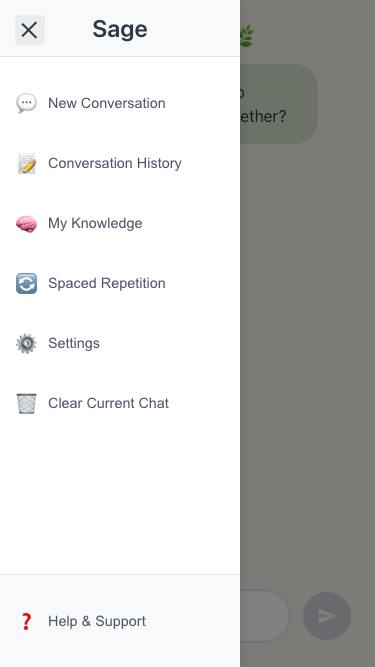 Sage
ether?
New Conversation
Conversation History
My Knowledge
Spaced Repetition
Settings
Clear Current Chat
Help & Support